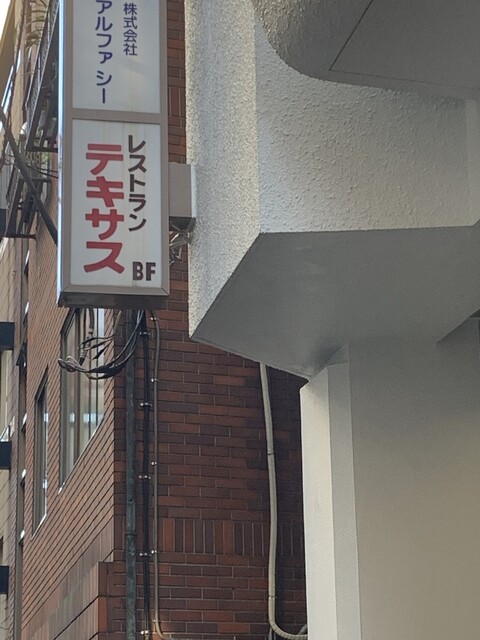 株式会社
アルファ シー
レストラン
テキサス
BF